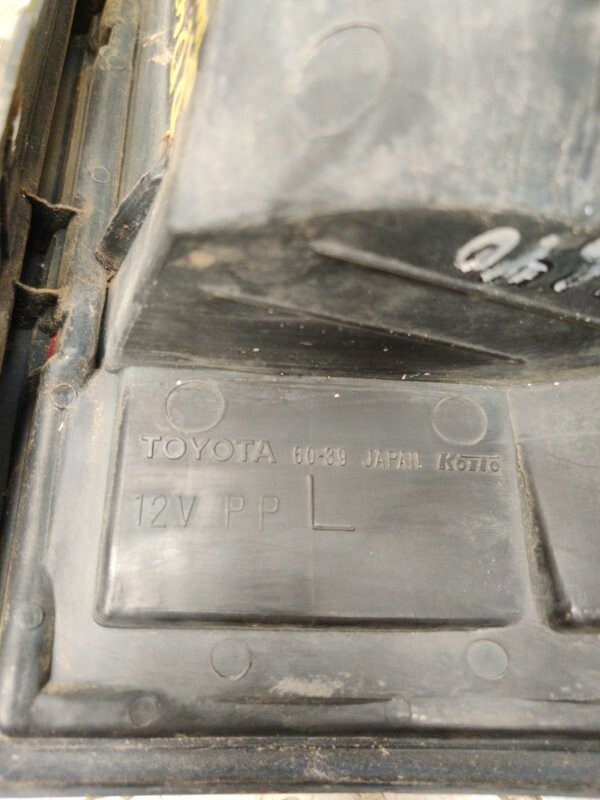 TOYOTA 60-39 JAPAN KOITO
12V PP L